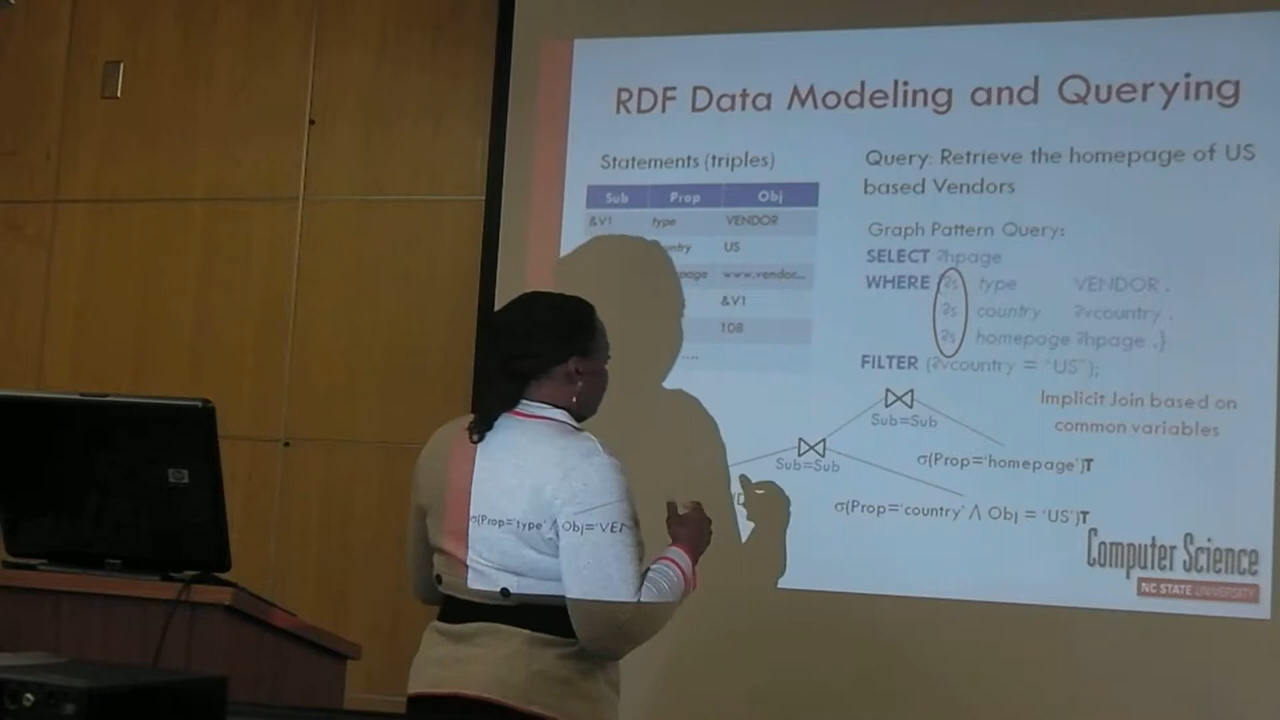 RDF Data Modeling and Querying
Statements (triples)
Sub Prop Obj
&V1 type VENDOR
ntry US
page www.vendor...
&V1
108
....
Query: Retrieve the homepage of US
based Vendors
Graph Pattern Query:
SELECT ?hpage
WHERE ?s type VENDOR .
?s country ?vcountry .
?s homepage ?hpage .}
FILTER (?vcountry = "US");
Implicit Join based on
common variables
Sub=Sub
Sub=Sub
σ(Prop='homepage')T
σ(Prop='country' Λ Obj = 'US')T
σ(Prop='type' Λ Obj='VEN
Computer Science
NC STATE UNIVERSITY
hp